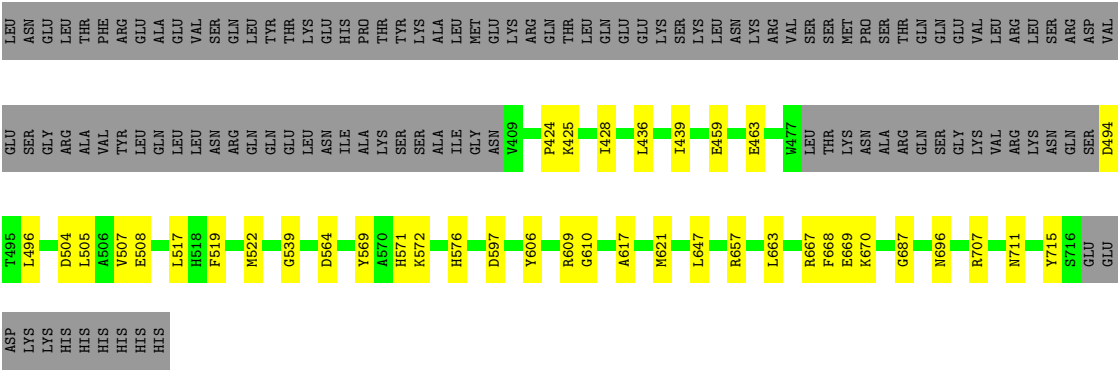 LEU ASN GLU LEU THR PHE ARG GLU ALA GLU VAL SER GLN LEU TYR THR LYS GLU HIS PRO THR TYR LYS ALA LEU MET GLU LYS ARG GLN THR LEU GLN GLU GLU LYS SER LYS LEU ASN LYS ARG VAL SER SER MET PRO SER THR GLN GLN GLU VAL LEU ARG LEU SER ARG ASP VAL
GLU SER GLY ARG ALA VAL TYR LEU GLN LEU LEU ASN ARG GLN GLN GLU LEU ASN ILE ALA LYS SER SER ALA ILE GLY ASN V409 P424 K425 I428 L436 I439 E459 E463 W477 LEU THR LYS ASN ALA ARG GLN SER GLY LYS VAL ARG LYS ASN GLN SER D494
T495 L496 D504 L505 A506 V507 E508 L517 H518 F519 M522 G539 D564 Y569 A570 H571 K572 H576 D597 Y606 R609 G610 A617 M621 L647 R657 L663 R667 F668 E669 K670 G687 N696 R707 N711 Y715 S716 GLU GLU
ASP LYS LYS HIS HIS HIS HIS HIS HIS